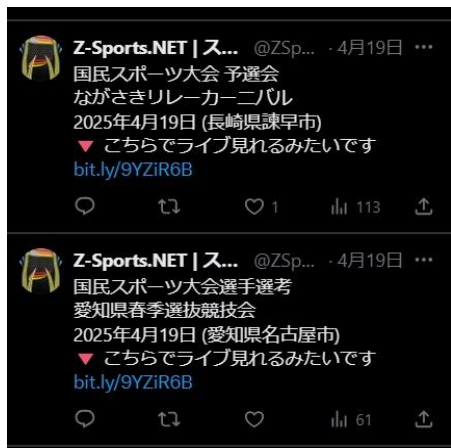 Z-Sports.NET | ス... @ZSp... · 4月19日
国民スポーツ大会 予選会
ながさきリレーカーニバル
2025年4月19日 (長崎県諫早市)
🔻 こちらでライブ見れるみたいです
bit.ly/9YZiR6B
1 113
Z-Sports.NET | ス... @ZSp... · 4月19日
国民スポーツ大会選手選考
愛知県春季選抜競技会
2025年4月19日 (愛知県名古屋市)
🔻 こちらでライブ見れるみたいです
bit.ly/9YZiR6B
61